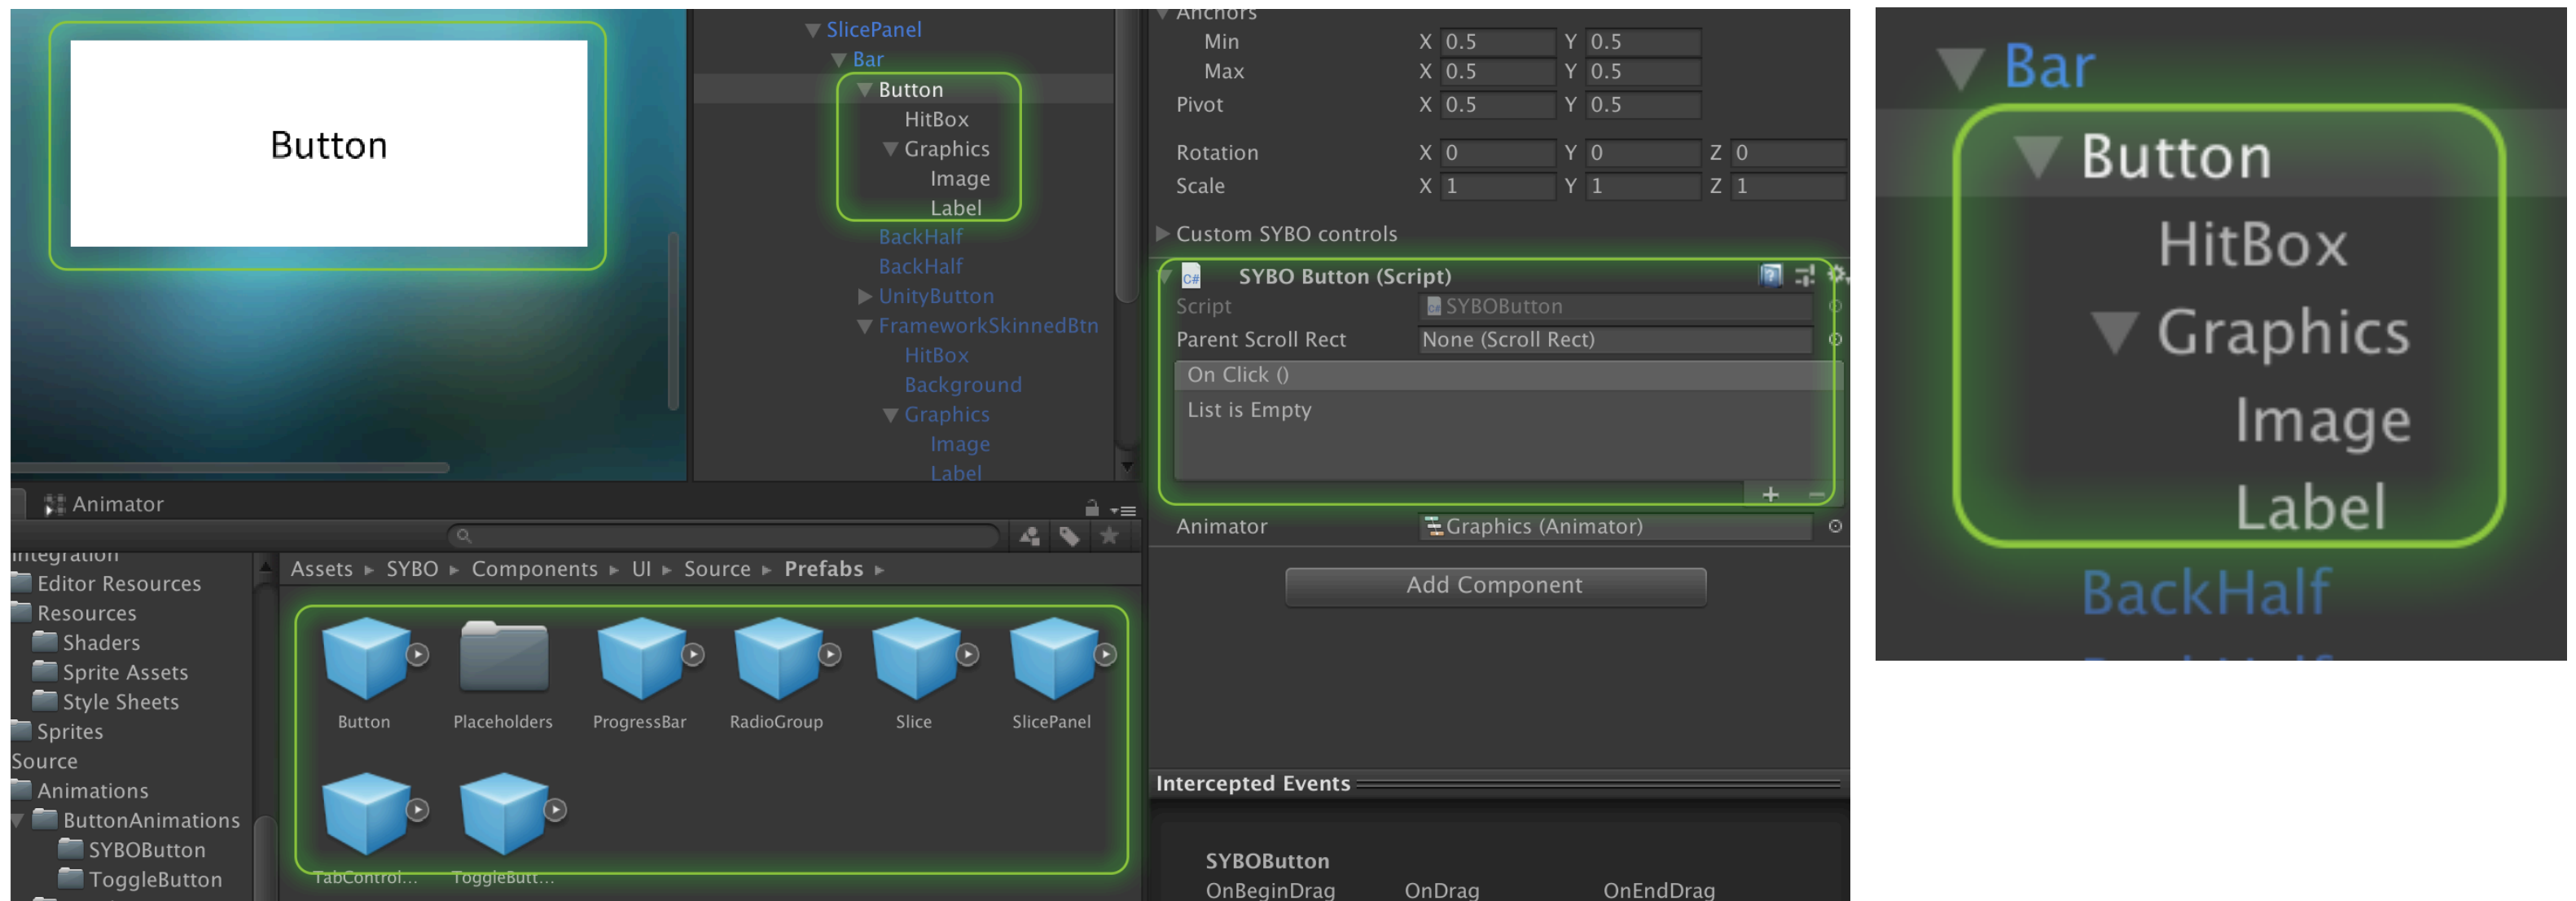 Button
SlicePanel
Bar
Button
HitBox
Graphics
Image
Label
BackHalf
BackHalf
UnityButton
FrameworkSkinnedBtn
HitBox
Background
Graphics
Image
Label
Anchors
Min X 0.5 Y 0.5
Max X 0.5 Y 0.5
Pivot X 0.5 Y 0.5
Rotation X 0 Y 0 Z 0
Scale X 1 Y 1 Z 1
Custom SYBO controls
C# SYBO Button (Script) ?
Script C# SYBOButton
Parent Scroll Rect None (Scroll Rect)
On Click ()
List is Empty
+ −
Animator Graphics (Animator)
Add Component
Intercepted Events
SYBOButton
OnBeginDrag OnDrag OnEndDrag
Animator
Integration
Editor Resources
Resources
Shaders
Sprite Assets
Style Sheets
Sprites
Source
Animations
ButtonAnimations
SYBOButton
ToggleButton
Assets ▸ SYBO ▸ Components ▸ UI ▸ Source ▸ Prefabs ▸
Button Placeholders ProgressBar RadioGroup Slice SlicePanel
TabControl... ToggleButt...
Bar
Button
HitBox
Graphics
Image
Label
BackHalf